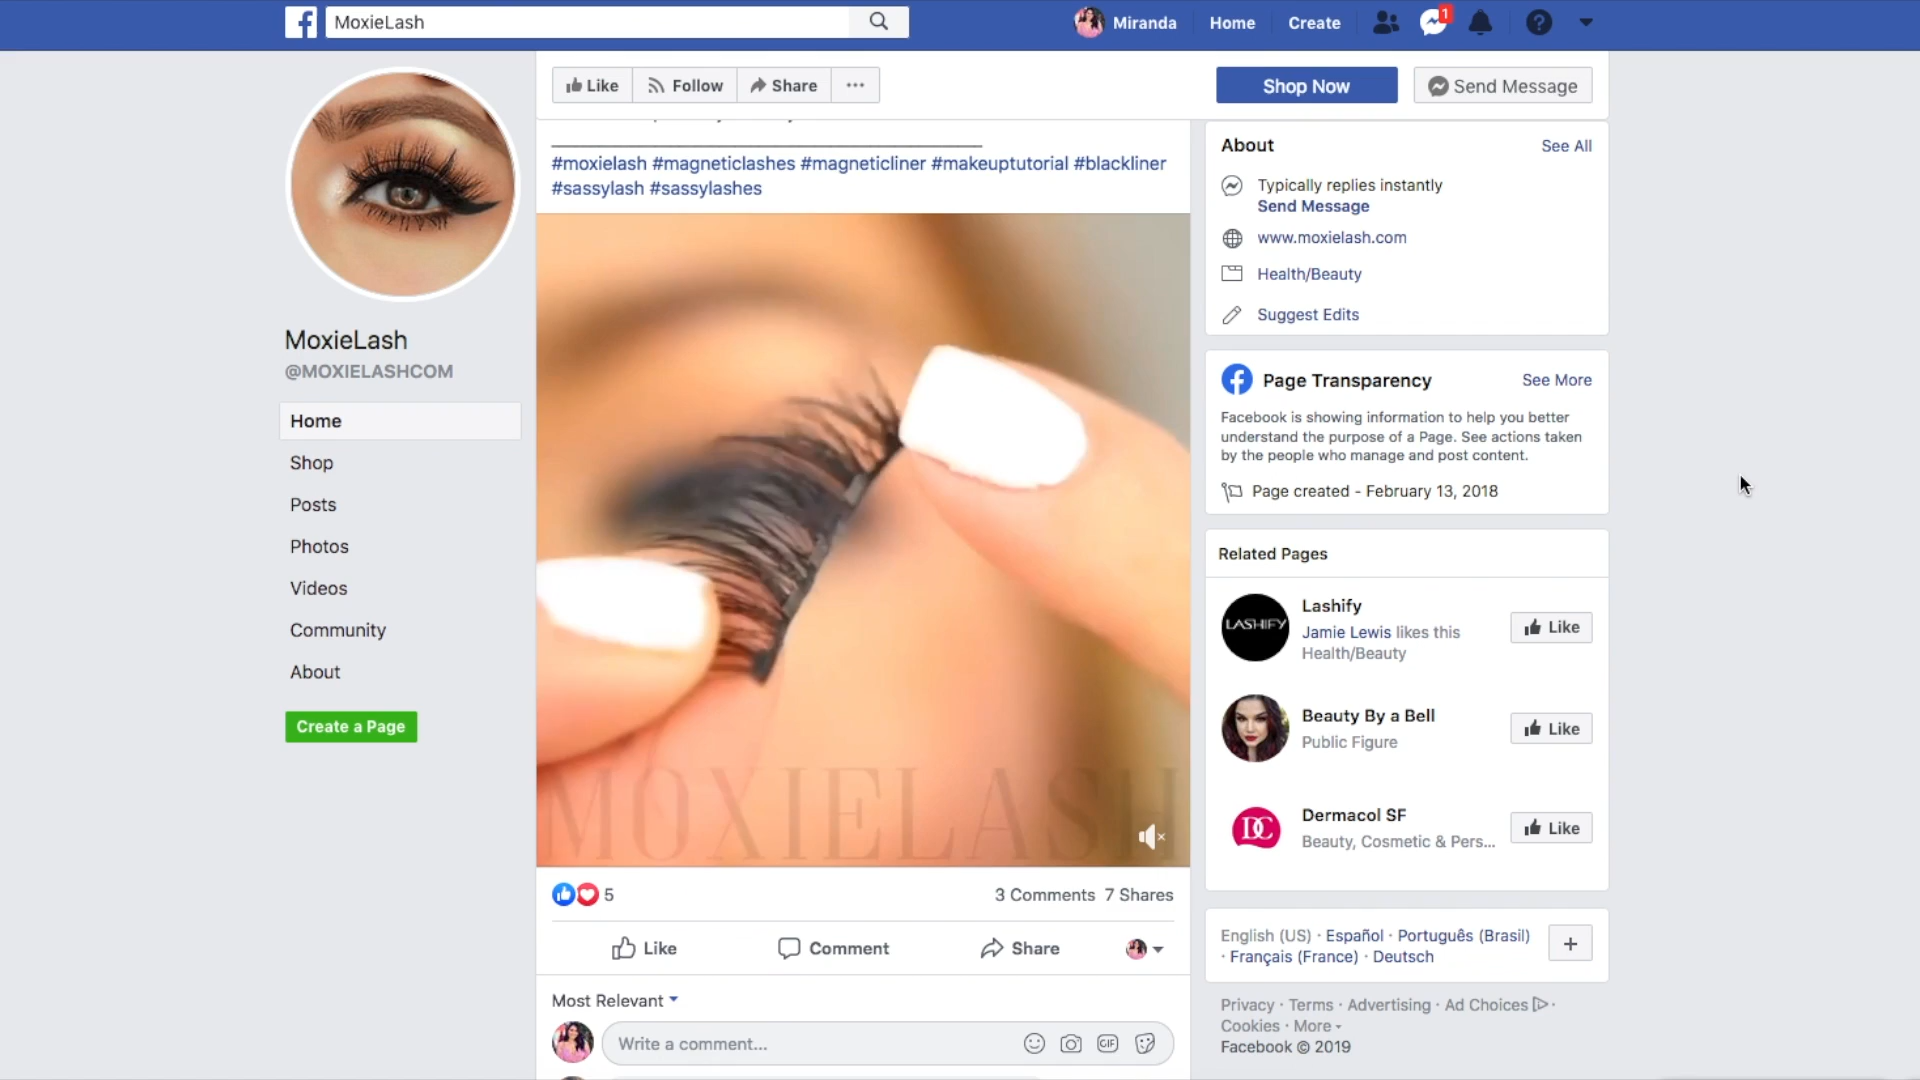 MoxieLash
Miranda
Home
Create
1
Like
Follow
Share
Shop Now
Send Message
#moxielash #magneticlashes #magneticliner #makeuptutorial #blackliner
#sassylash #sassylashes
MoxieLash
@MOXIELASHCOM
Home
Shop
Posts
Photos
Videos
Community
About
Create a Page
MOXIELASH
5
3 Comments 7 Shares
Like
Comment
Share
Most Relevant
Write a comment...
GIF
About
See All
Typically replies instantly
Send Message
www.moxielash.com
Health/Beauty
Suggest Edits
Page Transparency
See More
Facebook is showing information to help you better
understand the purpose of a Page. See actions taken
by the people who manage and post content.
Page created - February 13, 2018
Related Pages
LASHIFY
Lashify
Jamie Lewis likes this
Health/Beauty
Like
Beauty By a Bell
Public Figure
Like
DC
Dermacol SF
Beauty, Cosmetic & Pers...
Like
English (US) · Español · Português (Brasil)
· Français (France) · Deutsch
Privacy · Terms · Advertising · Ad Choices ·
Cookies · More
Facebook © 2019